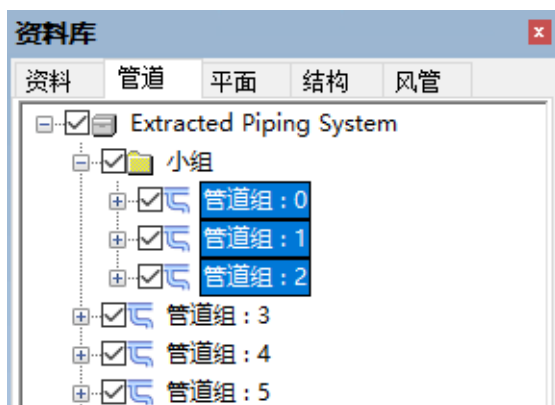 资料库
资料 管道 平面 结构 风管
Extracted Piping System
小组
管道组 : 0
管道组 : 1
管道组 : 2
管道组 : 3
管道组 : 4
管道组 : 5